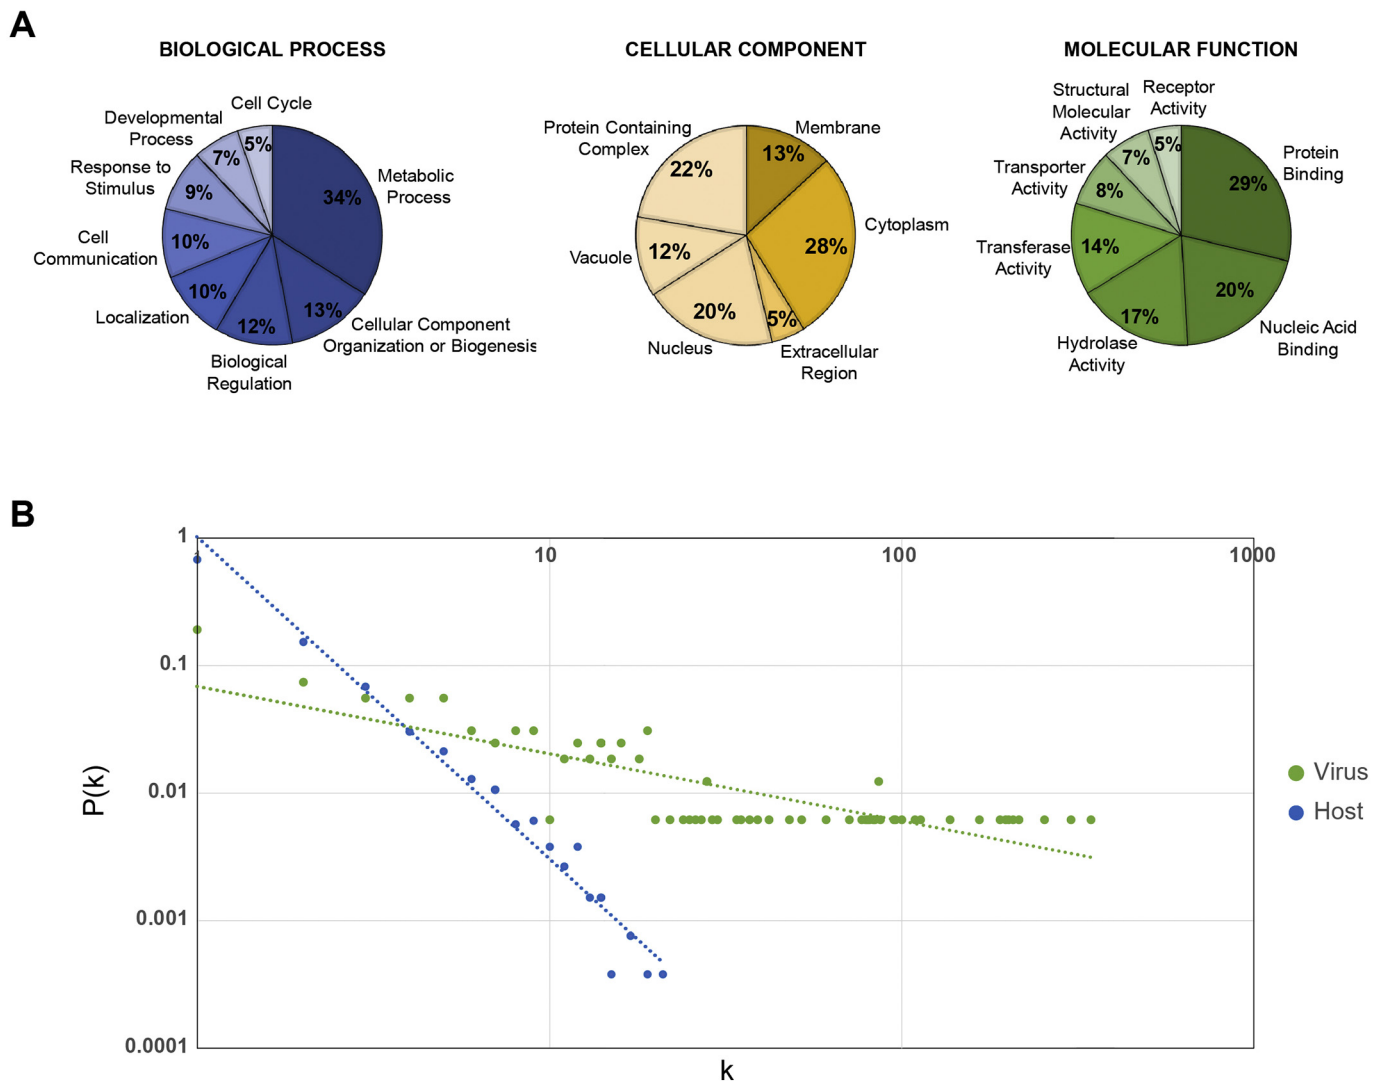 A
BIOLOGICAL PROCESS
Cell Cycle
Developmental
Process
Response to
Stimulus
Cell
Communication
Localization
Biological
Regulation
Cellular Component
Organization or Biogenesis
Metabolic
Process
5%
7%
9%
10%
10%
12%
13%
34%
CELLULAR COMPONENT
Protein Containing
Complex
Membrane
Cytoplasm
Vacuole
Nucleus
Extracellular
Region
22%
13%
28%
12%
20%
5%
MOLECULAR FUNCTION
Structural
Molecular
Activity
Receptor
Activity
Transporter
Activity
Transferase
Activity
Hydrolase
Activity
Nucleic Acid
Binding
Protein
Binding
7%
5%
8%
29%
14%
20%
17%
B
1
10
100
1000
0.1
0.01
0.001
0.0001
P(k)
k
Virus
Host